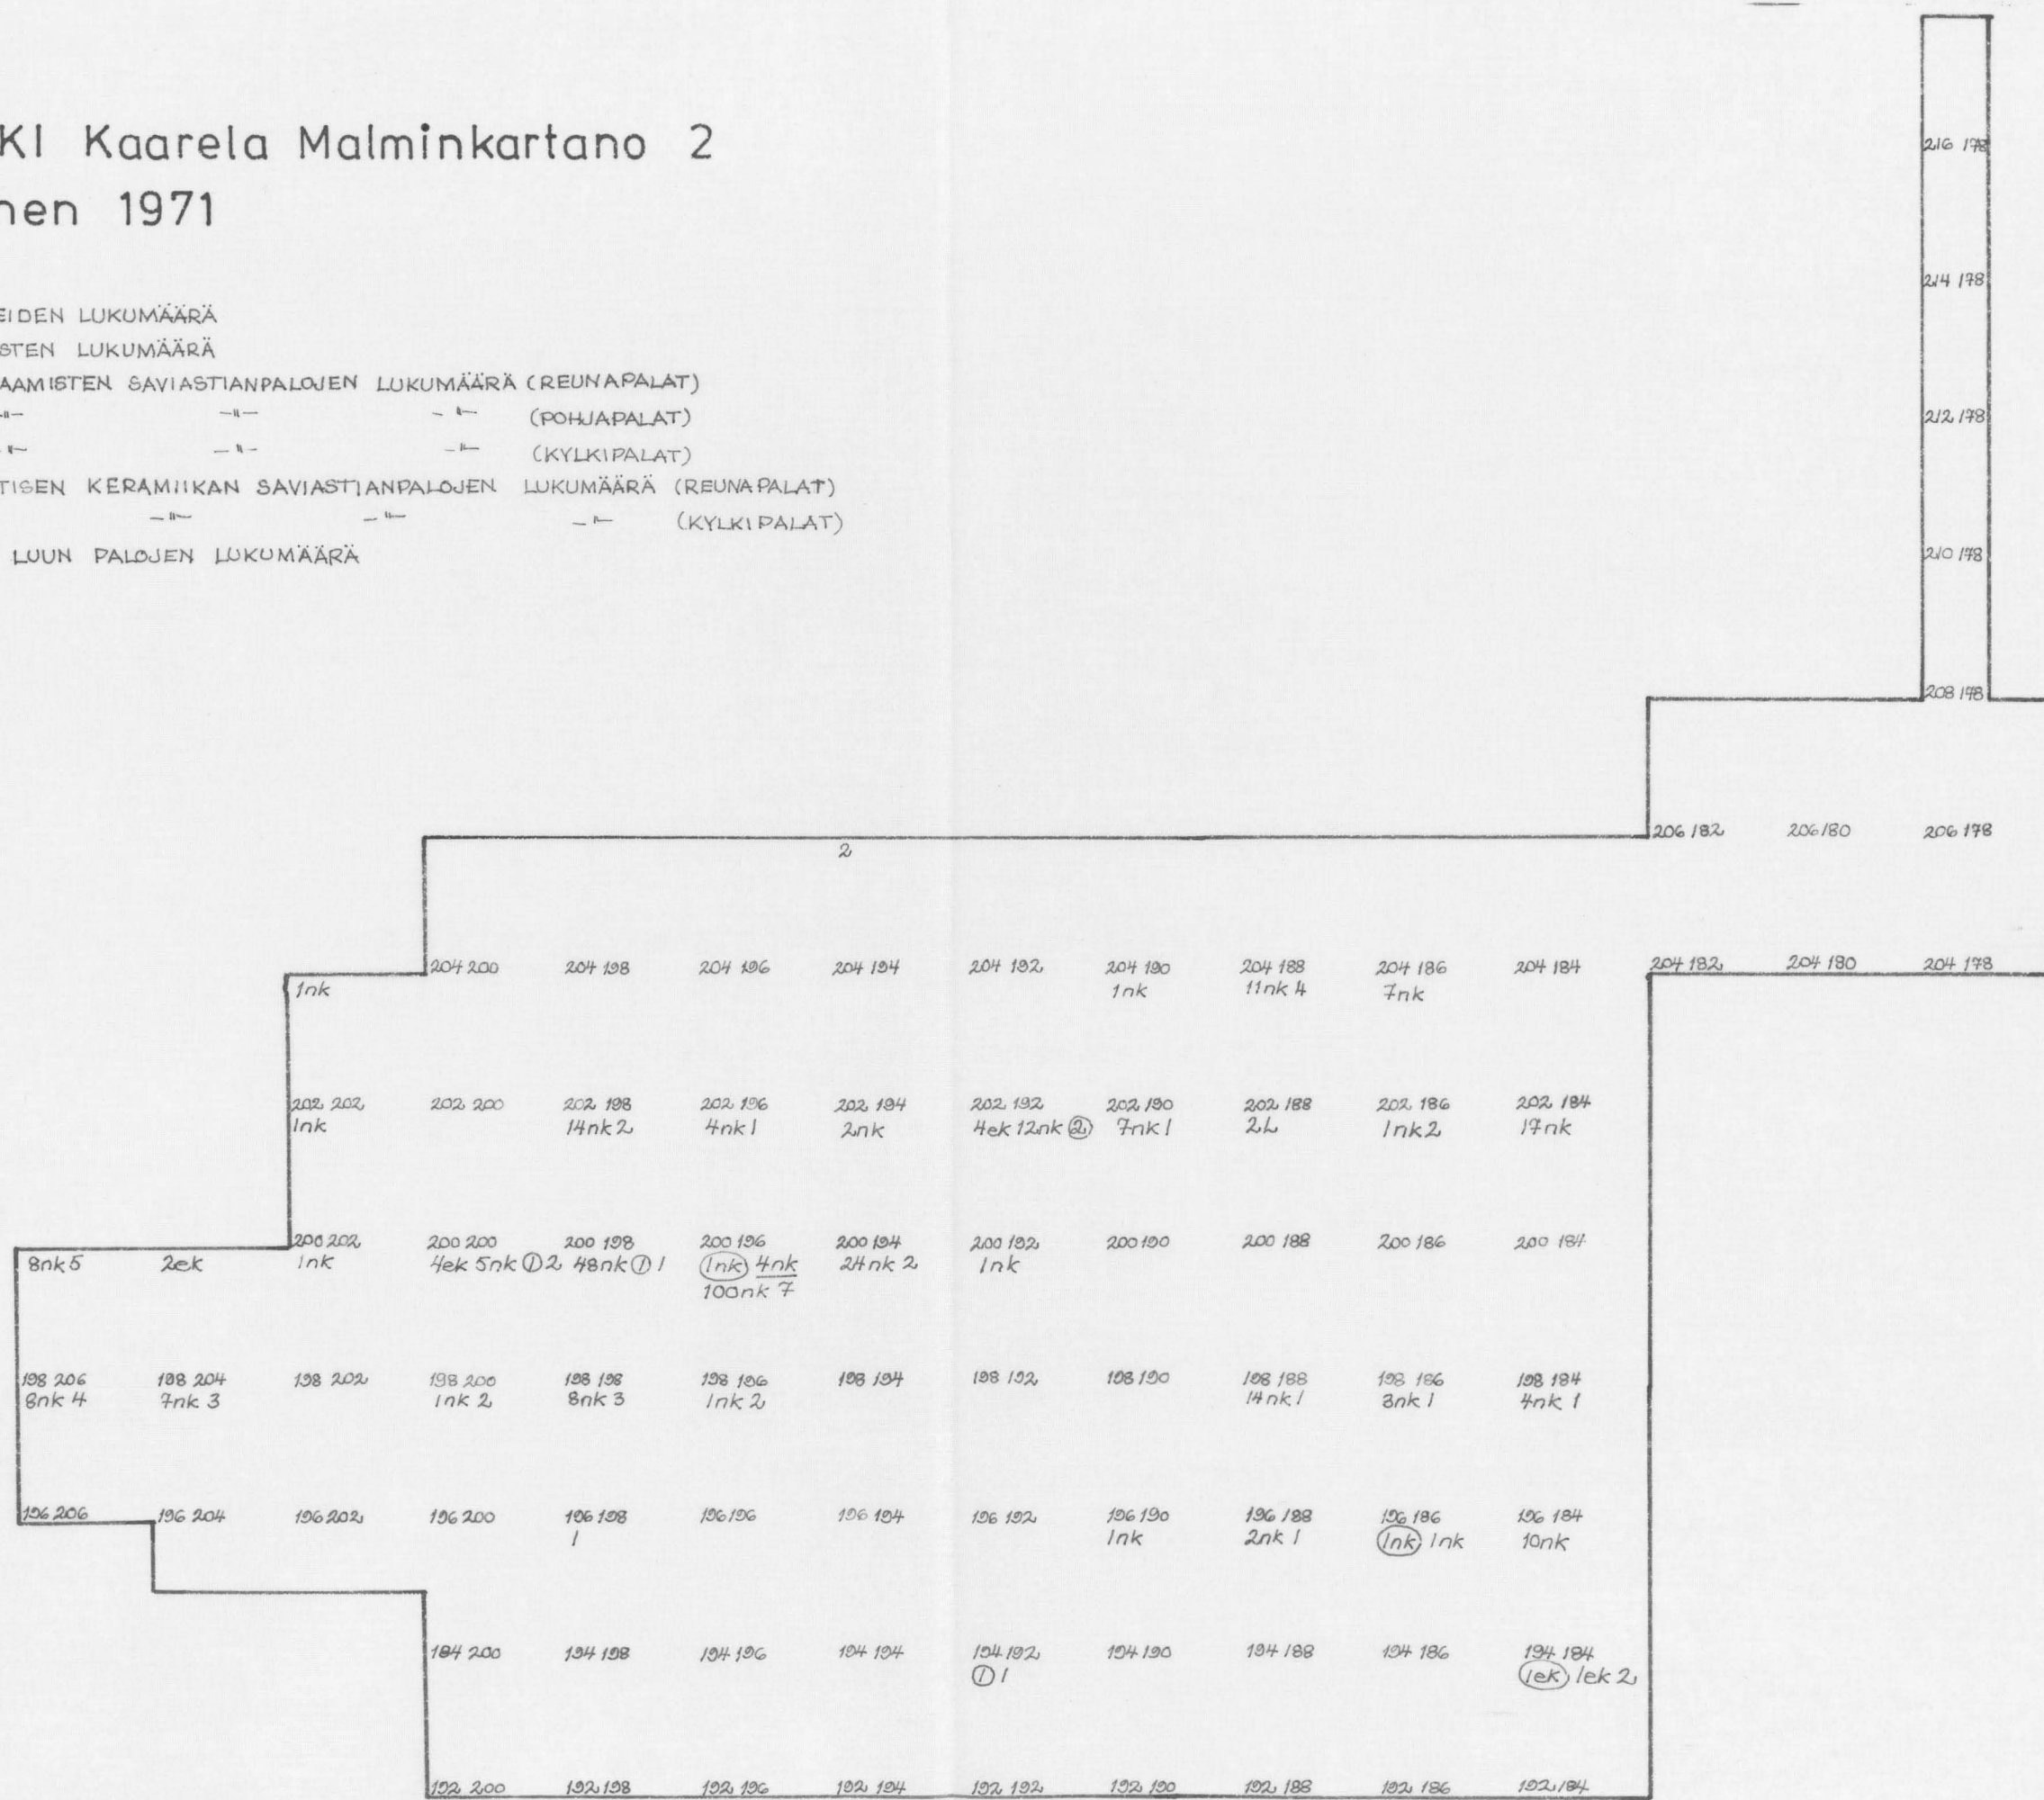 KI Kaarela Malminkartano 2
nen 1971
EIDEN LUKUMÄÄRÄ
STEN LUKUMÄÄRÄ
AAMISTEN SAVIASTIANPALOJEN LUKUMÄÄRÄ (REUNAPALAT)
-"- -"- -"- (POHJAPALAT)
-"- -"- -"- (KYLKIPALAT)
TISEN KERAMIIKAN SAVIASTIANPALOJEN LUKUMÄÄRÄ (REUNAPALAT)
-"- -"- -"- (KYLKIPALAT)
LUUN PALOJEN LUKUMÄÄRÄ
216 178
214 178
212 178
210 178
208 178
206 182 206 180 206 178
2
204 200 204 198 204 196 204 194 204 192 204 190 204 188 204 186 204 184 204 182 204 180 204 178
1nk 1nk 11nk 4 7nk
202 202 202 200 202 198 202 196 202 194 202 192 202 190 202 188 202 186 202 184
1nk 14nk 2 4nk 1 2nk 4ek 12nk 2 7nk 1 2L 1nk 2 17nk
200 202 200 200 200 198 200 196 200 194 200 192 200 190 200 188 200 186 200 184
8nk 5 2ek 1nk 4ek 5nk 1 2 48nk 1 1 1nk 4nk 24nk 2 1nk
100nk 7
198 206 198 204 198 202 198 200 198 198 198 196 198 194 198 192 198 190 198 188 198 186 198 184
8nk 4 7nk 3 1nk 2 8nk 3 1nk 2 14nk 1 3nk 1 4nk 1
196 206 196 204 196 202 196 200 196 198 196 196 196 194 196 192 196 190 196 188 196 186 196 184
1 1nk 2nk 1 1nk 1nk 10nk
194 200 194 198 194 196 194 194 194 192 194 190 194 188 194 186 194 184
1 1 1ek 1ek 2
192 200 192 198 192 196 192 194 192 192 192 190 192 188 192 186 192 184